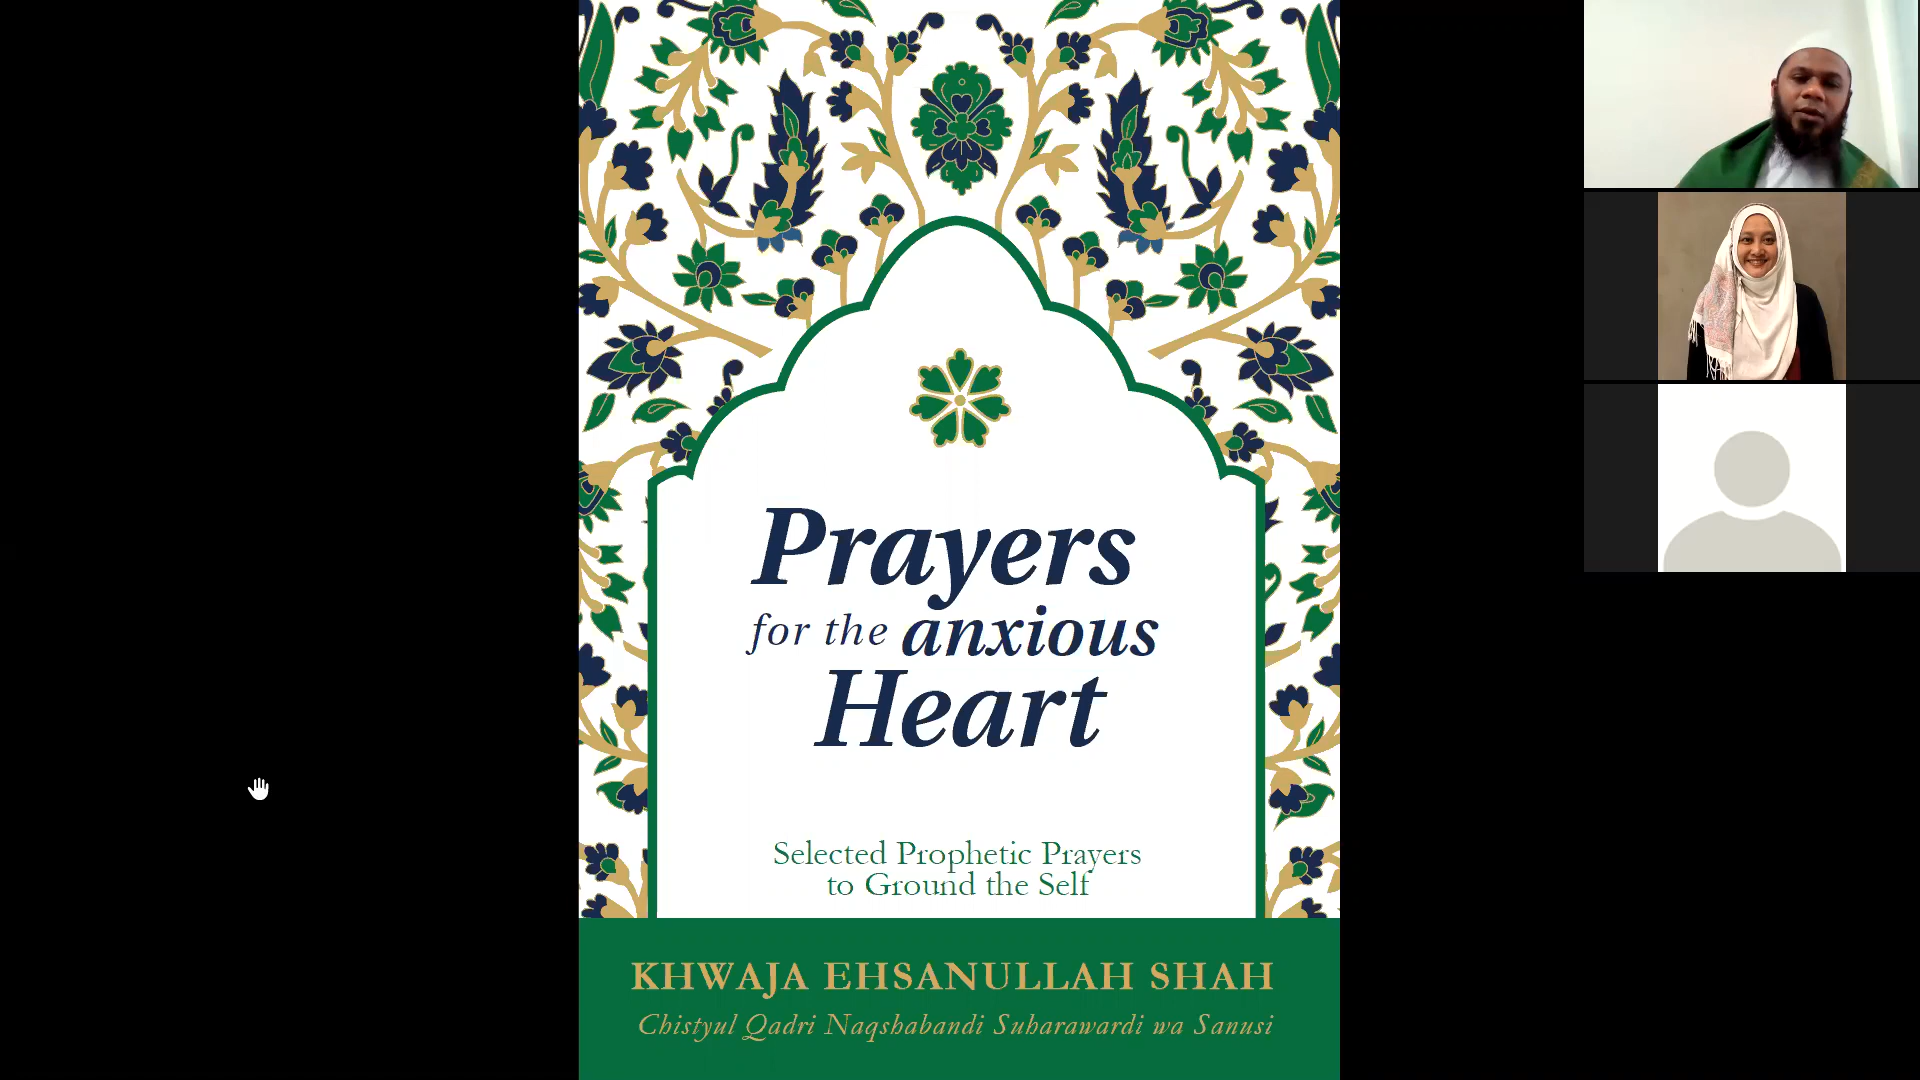 Prayers
for the anxious
Heart
Selected Prophetic Prayers
to Ground the Self
KHWAJA EHSANULLAH SHAH
Chistyul Qadri Naqshabandi Suharawardi wa Sanusi